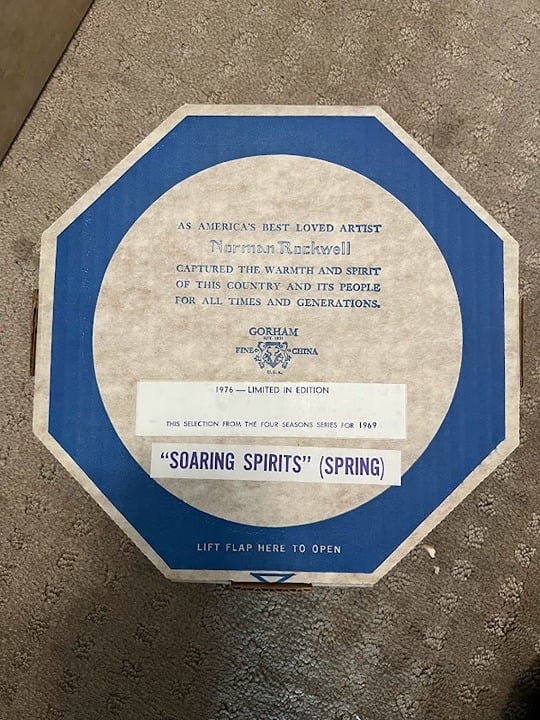 AS AMERICA'S BEST LOVED ARTIST
Norman Rockwell
CAPTURED THE WARMTH AND SPIRIT
OF THIS COUNTRY AND ITS PEOPLE
FOR ALL TIMES AND GENERATIONS.
GORHAM
EST. 1831
FINE CHINA
U.S.A.
1976 — LIMITED IN EDITION
THIS SELECTION FROM THE FOUR SEASONS SERIES FOR 1969
"SOARING SPIRITS" (SPRING)
LIFT FLAP HERE TO OPEN